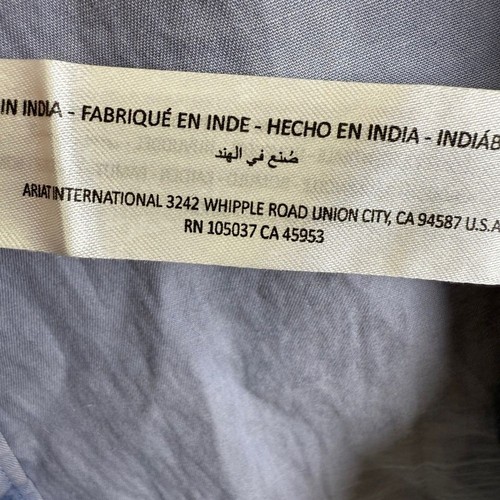 IN INDIA - FABRIQUÉ EN INDE - HECHO EN INDIA - INDIÁB
صُنع في الهند
ARIAT INTERNATIONAL 3242 WHIPPLE ROAD UNION CITY, CA 94587 U.S.A
RN 105037 CA 45953